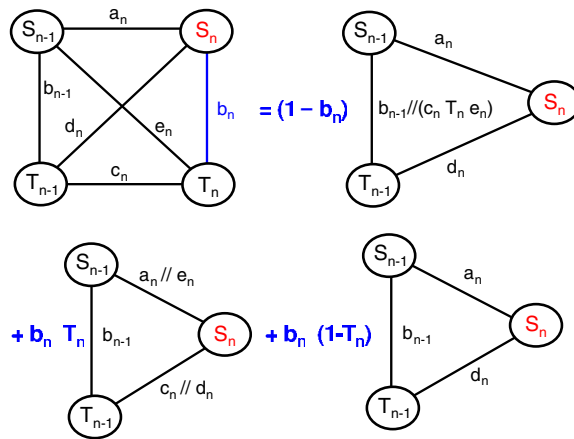 Sₙ₋₁ aₙ Sₙ Sₙ₋₁ aₙ
bₙ₋₁ dₙ eₙ bₙ = (1 – bₙ) bₙ₋₁//(cₙ Tₙ eₙ) Sₙ
Tₙ₋₁ cₙ Tₙ Tₙ₋₁ dₙ
Sₙ₋₁ aₙ // eₙ Sₙ₋₁ aₙ
+ bₙ Tₙ bₙ₋₁ Sₙ + bₙ (1-Tₙ) bₙ₋₁ Sₙ
Tₙ₋₁ cₙ // dₙ Tₙ₋₁ dₙ